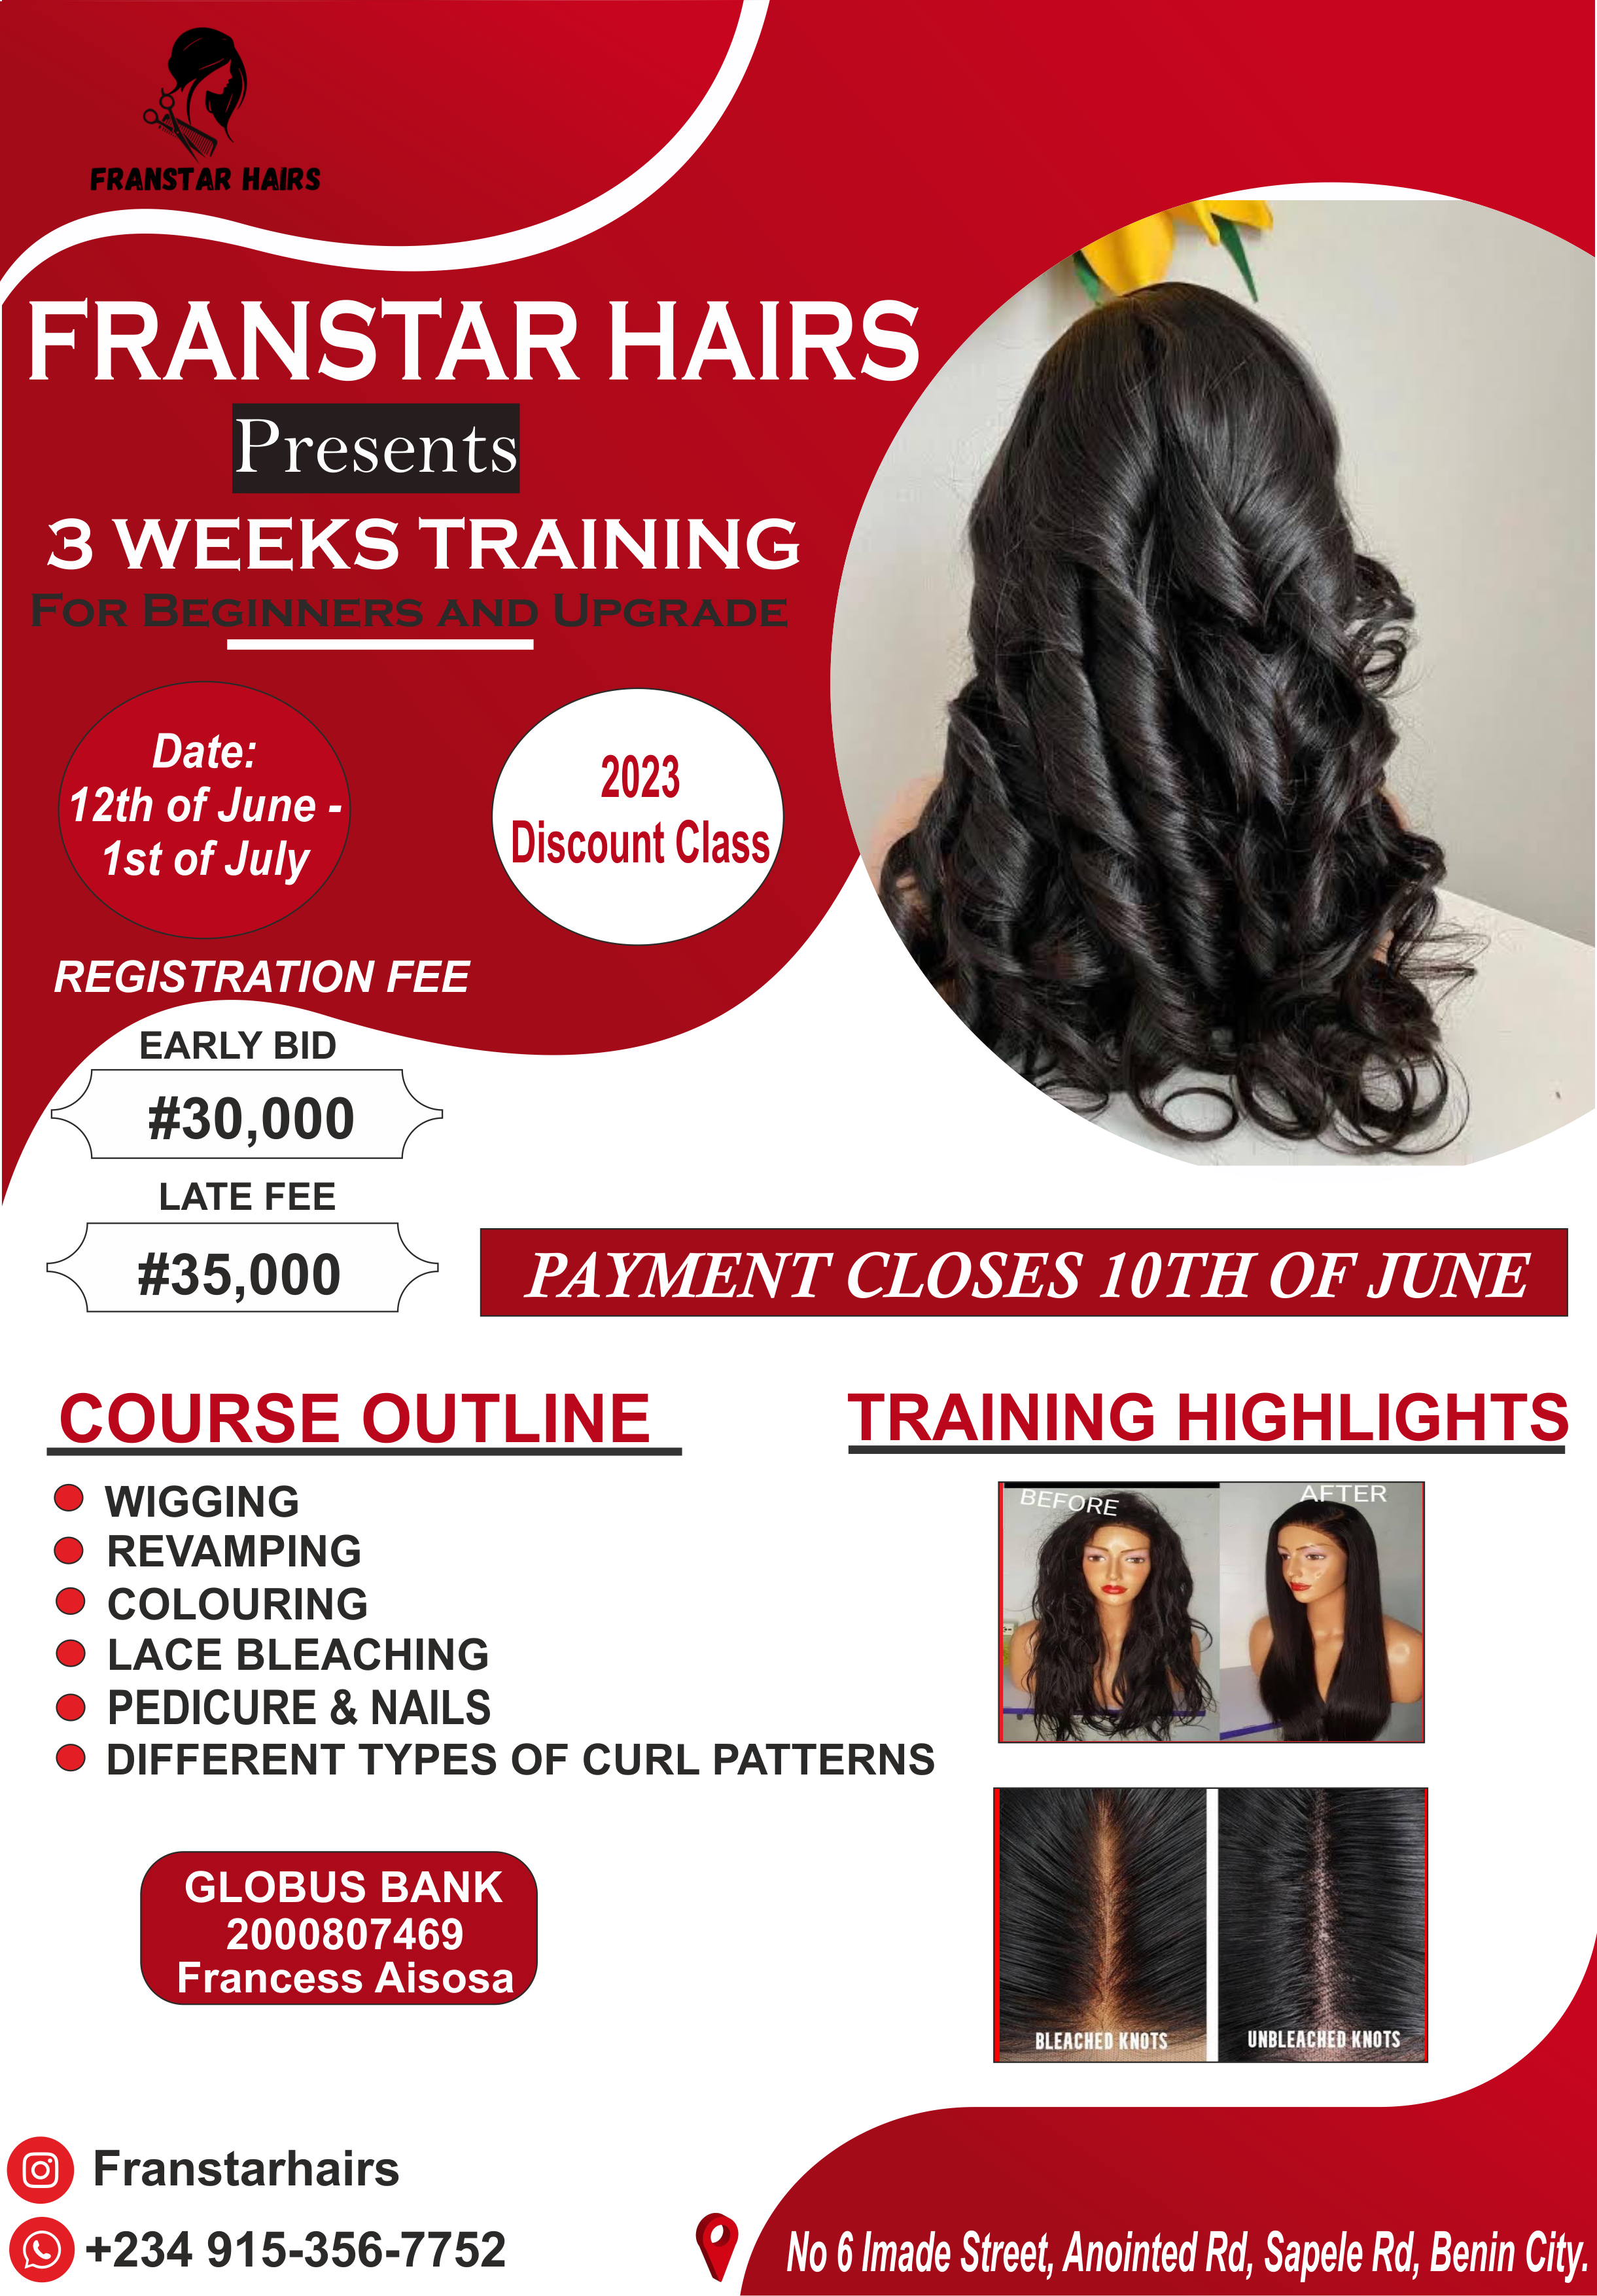 FRANSTAR HAIRS
FRANSTAR HAIRS
Presents
3 WEEKS TRAINING
FOR BEGINNERS AND UPGRADE
Date:
12th of June -
1st of July
2023
Discount Class
REGISTRATION FEE
EARLY BID
#30,000
LATE FEE
#35,000
PAYMENT CLOSES 10TH OF JUNE
COURSE OUTLINE
WIGGING
REVAMPING
COLOURING
LACE BLEACHING
PEDICURE & NAILS
DIFFERENT TYPES OF CURL PATTERNS
TRAINING HIGHLIGHTS
BEFORE
AFTER
BLEACHED KNOTS
UNBLEACHED KNOTS
GLOBUS BANK
2000807469
Francess Aisosa
Franstarhairs
+234 915-356-7752
No 6 Imade Street, Anointed Rd, Sapele Rd, Benin City.